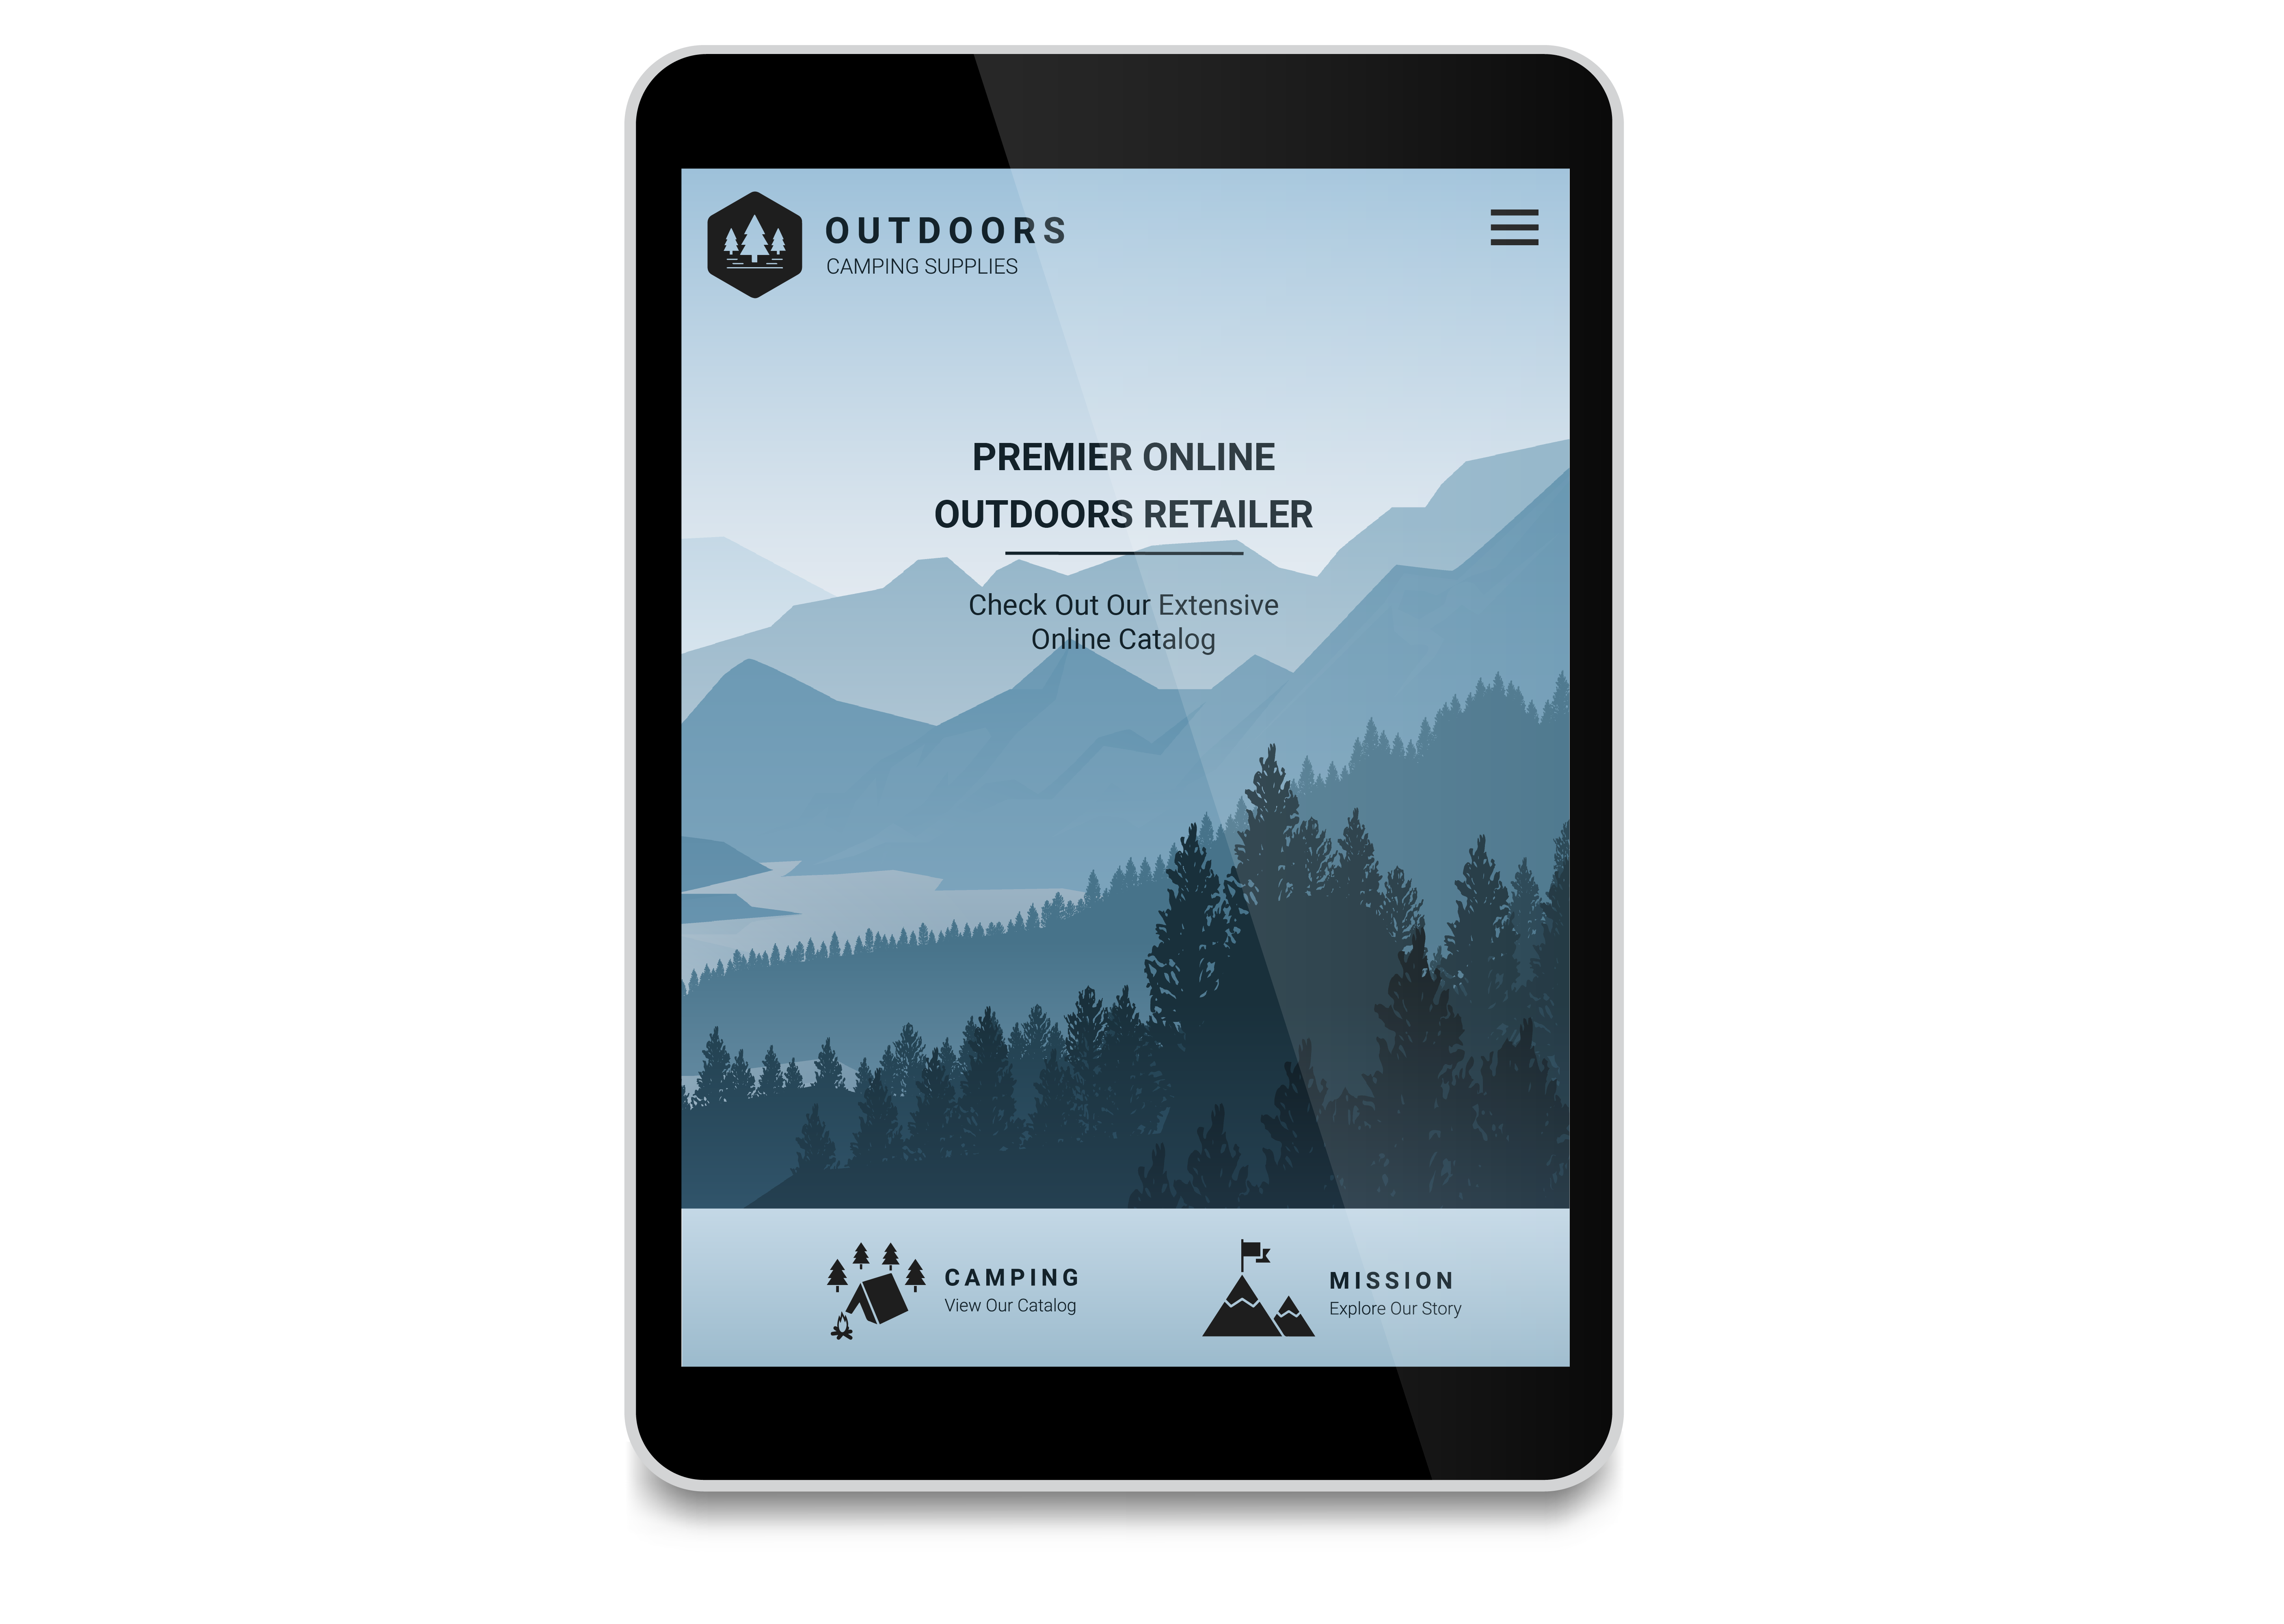 OUTDOORS
CAMPING SUPPLIES
PREMIER ONLINE
OUTDOORS RETAILER
Check Out Our Extensive
Online Catalog
CAMPING
View Our Catalog
MISSION
Explore Our Story